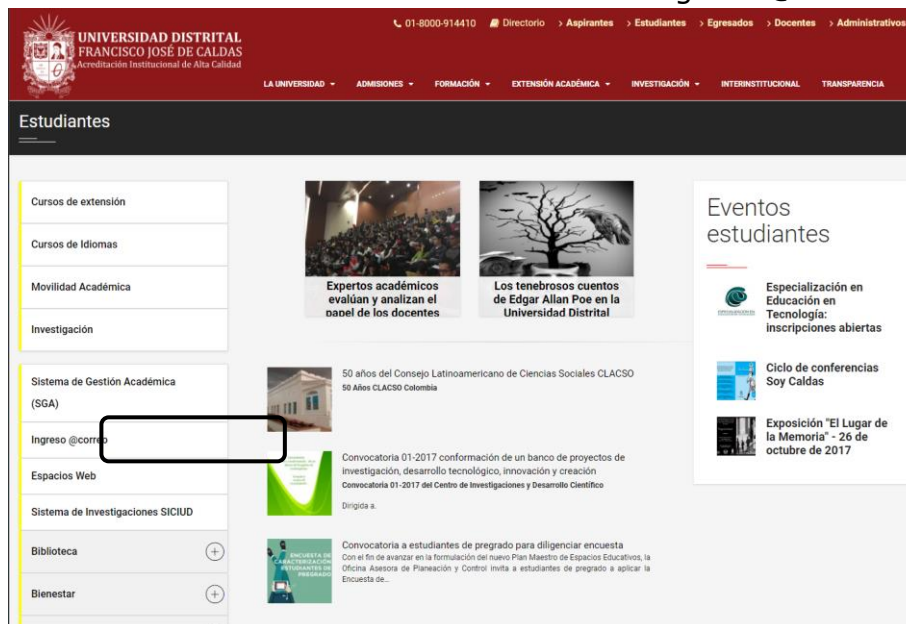 01-8000-914410 Directorio > Aspirantes > Estudiantes > Egresados > Docentes > Administrativos
UNIVERSIDAD DISTRITAL
FRANCISCO JOSÉ DE CALDAS
Acreditación Institucional de Alta Calidad
LA UNIVERSIDAD ADMISIONES FORMACIÓN EXTENSIÓN ACADÉMICA INVESTIGACIÓN INTERINSTITUCIONAL TRANSPARENCIA
Estudiantes
Cursos de extensión
Cursos de Idiomas
Movilidad Académica
Investigación
Sistema de Gestión Académica
(SGA)
Ingreso @correo
Espacios Web
Sistema de Investigaciones SICIUD
Biblioteca
Bienestar
Expertos académicos
evalúan y analizan el
papel de los docentes
Los tenebrosos cuentos
de Edgar Allan Poe en la
Universidad Distrital
50 años del Consejo Latinoamericano de Ciencias Sociales CLACSO
50 Años CLACSO Colombia
Convocatoria 01-2017 conformación de un banco de proyectos de
investigación, desarrollo tecnológico, innovación y creación
Convocatoria 01-2017 del Centro de Investigaciones y Desarrollo Científico
Dirigida a.
ENCUESTA DE
CARACTERIZACIÓN
ESTUDIANTES DE
PREGRADO
Convocatoria a estudiantes de pregrado para diligenciar encuesta
Con el fin de avanzar en la formulación del nuevo Plan Maestro de Espacios Educativos, la
Oficina Asesora de Planeación y Control invita a estudiantes de pregrado a aplicar la
Encuesta de...
Eventos
estudiantes
Especialización en
Educación en
Tecnología:
inscripciones abiertas
Ciclo de conferencias
Soy Caldas
Exposición "El Lugar de
la Memoria" - 26 de
octubre de 2017